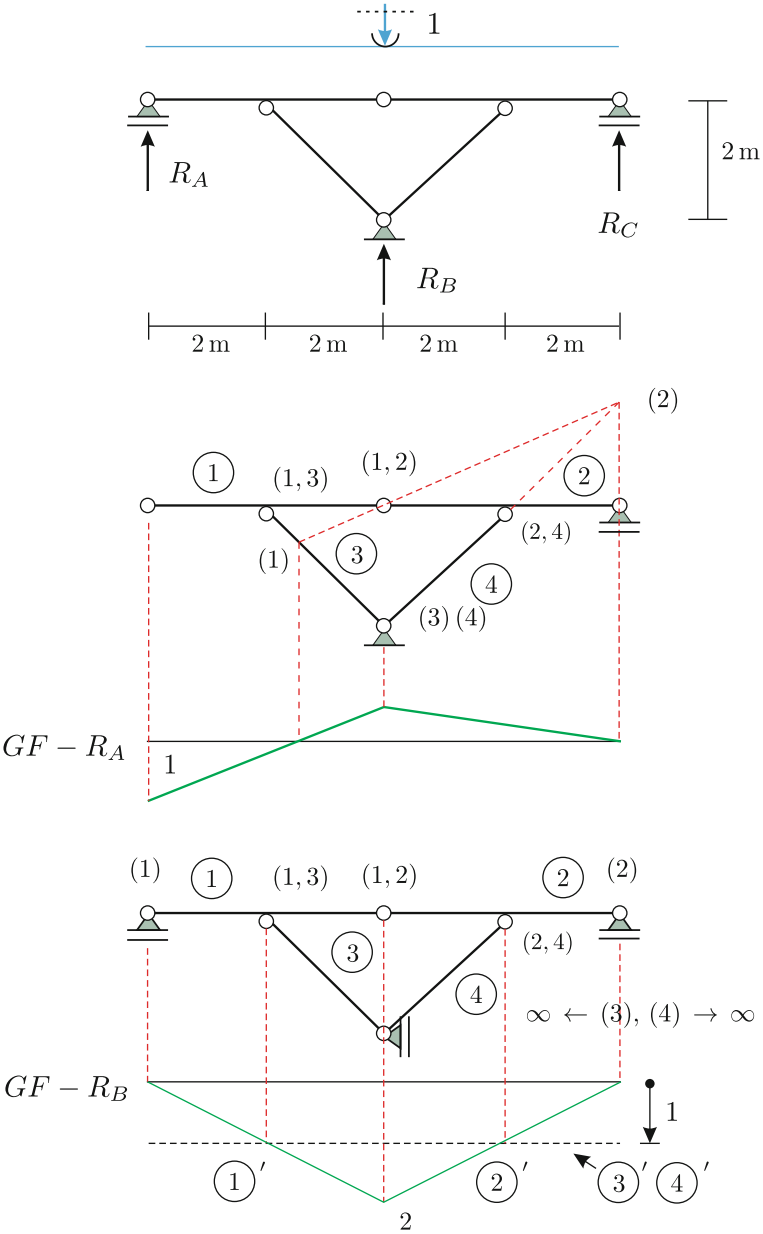 1
2 m
R_A
R_C
R_B
2 m 2 m 2 m 2 m
(2)
1 (1, 3) (1, 2) 2
(1) 3 (2, 4)
4
(3) (4)
GF − R_A
1
(1) 1 (1, 3) (1, 2) 2 (2)
3 (2, 4)
4
∞ ← (3), (4) → ∞
GF − R_B
1
1 ′ 2 ′ 3 ′ 4 ′
2